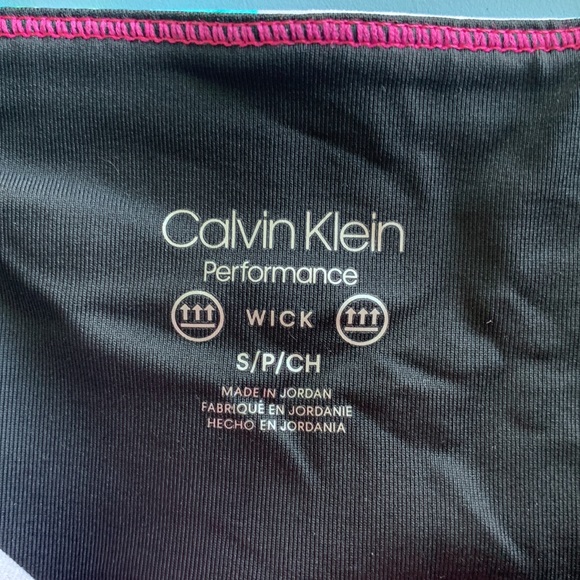 Calvin Klein
Performance
WICK
S/P/CH
MADE IN JORDAN
FABRIQUÉ EN JORDANIE
HECHO EN JORDANIA